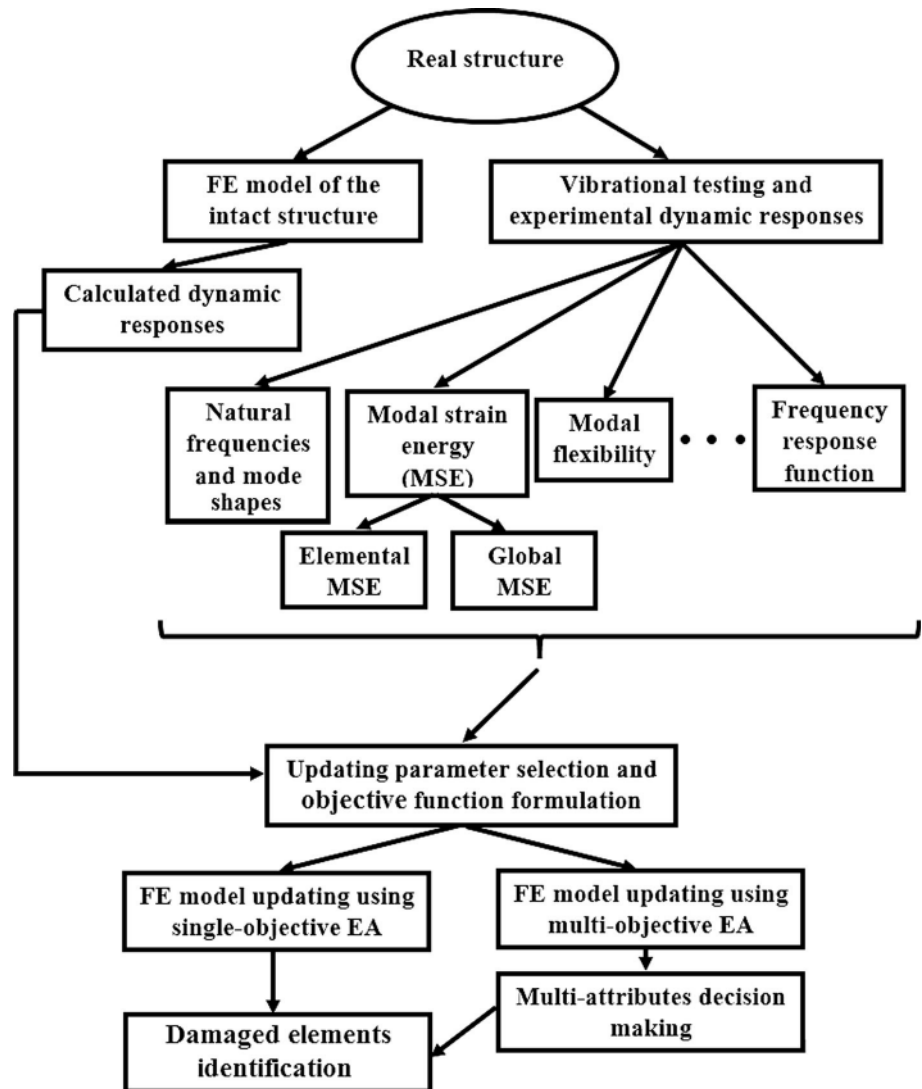 Real structure
FE model of the
intact structure
Vibrational testing and
experimental dynamic responses
Calculated dynamic
responses
Natural
frequencies
and mode
shapes
Modal strain
energy
(MSE)
Modal
flexibility
• • •
Frequency
response
function
Elemental
MSE
Global
MSE
Updating parameter selection and
objective function formulation
FE model updating using
single-objective EA
FE model updating using
multi-objective EA
Multi-attributes decision
making
Damaged elements
identification